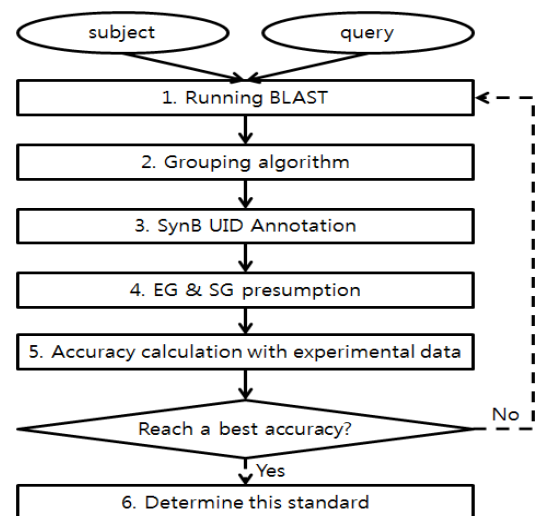 subject
query
1. Running BLAST
2. Grouping algorithm
3. SynB UID Annotation
4. EG & SG presumption
5. Accuracy calculation with experimental data
Reach a best accuracy?
No
Yes
6. Determine this standard